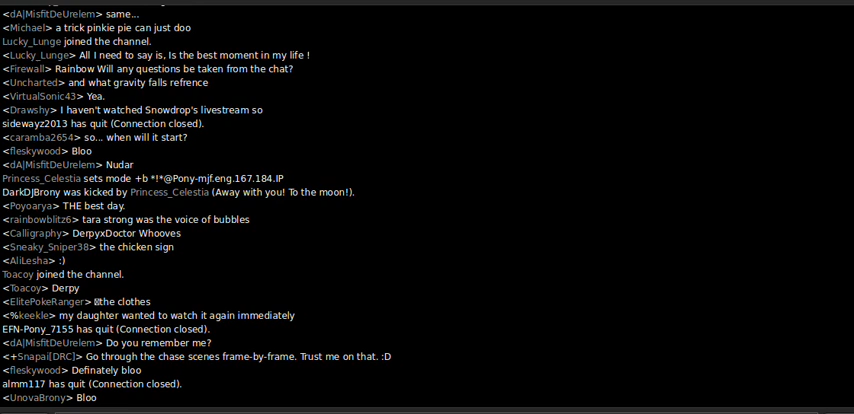 <dA|MisfitDeUrelem> same...
<Michael> a trick pinkie pie can just doo
Lucky_Lunge joined the channel.
<Lucky_Lunge> All I need to say is, Is the best moment in my life !
<Firewall> Rainbow Will any questions be taken from the chat?
<Uncharted> and what gravity falls refrence
<VirtualSonic43> Yea.
<Drawshy> I haven't watched Snowdrop's livestream so
sidewayz2013 has quit (Connection closed).
<caramba2654> so... when will it start?
<fleskywood> Bloo
<dA|MisfitDeUrelem> Nudar
Princess_Celestia sets mode +b *!*@Pony-mjf.eng.167.184.IP
DarkDJBrony was kicked by Princess_Celestia (Away with you! To the moon!).
<Poyoarya> THE best day.
<rainbowblitz6> tara strong was the voice of bubbles
<Calligraphy> DerpyxDoctor Whooves
<Sneaky_Sniper38> the chicken sign
<AliLesha> :)
Toacoy joined the channel.
<Toacoy> Derpy
<ElitePokeRanger> the clothes
<%keekle> my daughter wanted to watch it again immediately
EFN-Pony_7155 has quit (Connection closed).
<dA|MisfitDeUrelem> Do you remember me?
<+Snapai[DRC]> Go through the chase scenes frame-by-frame. Trust me on that. :D
<fleskywood> Definately bloo
almm117 has quit (Connection closed).
<UnovaBrony> Bloo